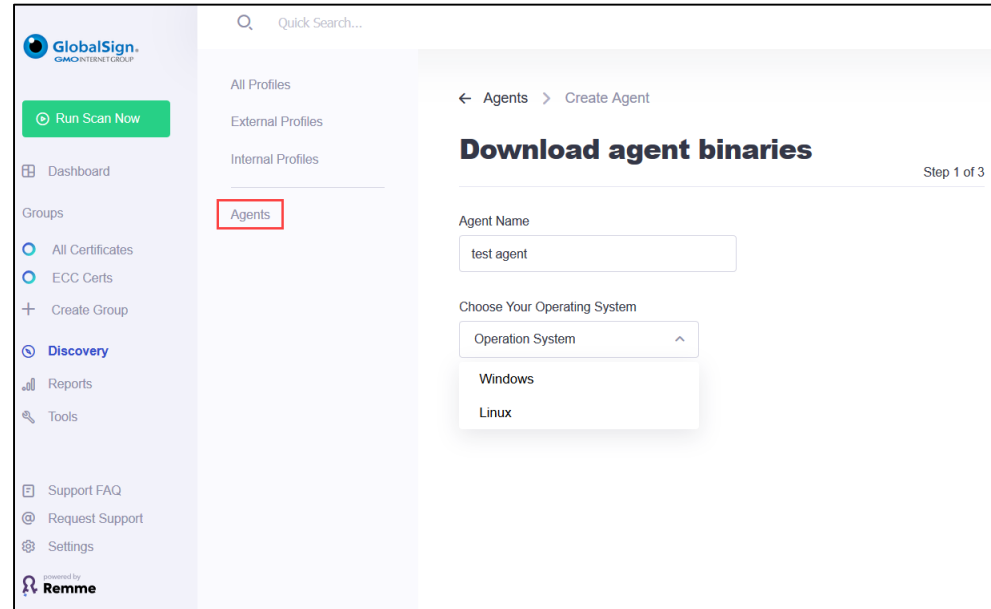 Quick Search...
GlobalSign.
GMO INTERNET GROUP
Run Scan Now
Dashboard
Groups
All Certificates
ECC Certs
Create Group
Discovery
Reports
Tools
Support FAQ
Request Support
Settings
powered by
Remme
All Profiles
External Profiles
Internal Profiles
Agents
Agents > Create Agent
Download agent binaries
Step 1 of 3
Agent Name
test agent
Choose Your Operating System
Operation System
Windows
Linux